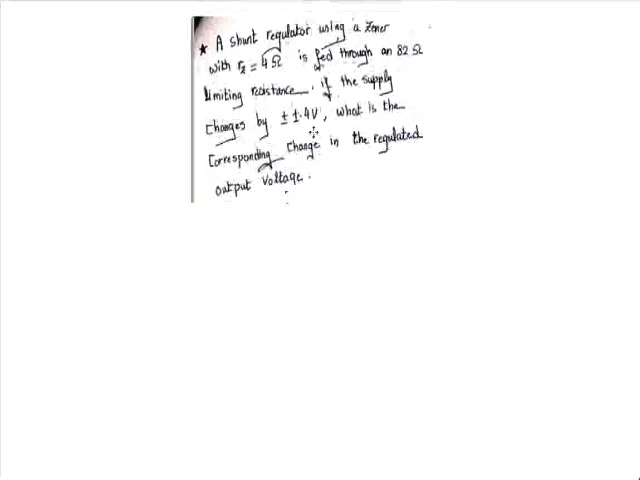 ★ A shunt regulator using a Zener
with rz = 4Ω is fed through an 82 Ω
limiting resistance. if the supply
changes by ± 1.4V, what is the
Corresponding change in the regulated
output voltage.